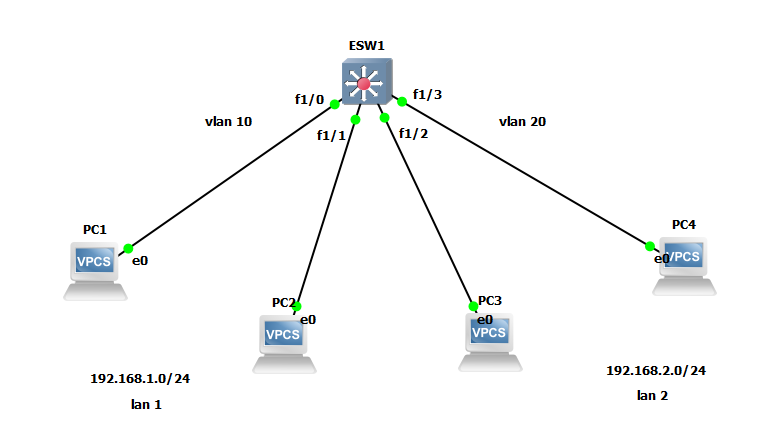 ESW1
f1/0
f1/3
vlan 10
f1/1
f1/2
vlan 20
PC1
PC4
VPCS
e0
e0
VPCS
PC2
PC3
e0
e0
VPCS
VPCS
192.168.1.0/24
192.168.2.0/24
lan 1
lan 2